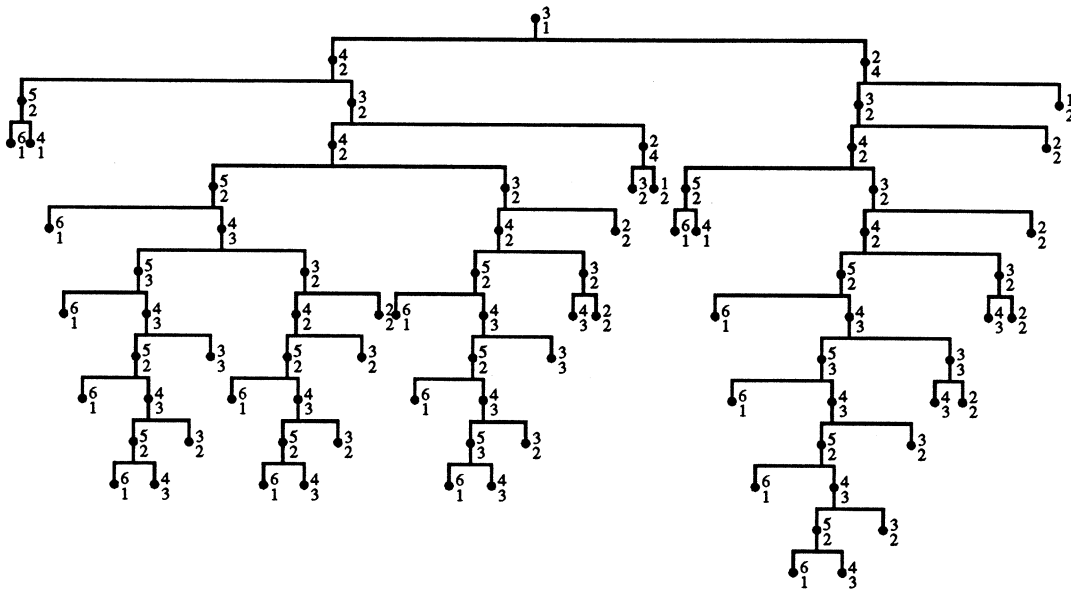 3
1
4 2
2 4
5 3 3 1
2 2 2 2
6 4 4 2 4 2
1 1 2 4 2 2
5 3 3 1 5 3
2 2 2 2 2 2
6 4 4 2 6 4 4 2
1 3 2 2 1 1 2 2
5 3 5 3 5 3
3 2 2 2 2 2
6 4 4 2 6 4 4 2 6 4 4 2
1 3 2 2 1 3 3 2 1 3 3 2
5 3 5 3 5 3 5 3
2 3 2 2 2 3 3 3
6 4 6 4 6 4 6 4 4 2
1 3 1 3 1 3 1 3 3 2
5 3 5 3 5 3 5 3
2 2 2 2 3 2 2 2
6 4 6 4 6 4 6 4
1 3 1 3 1 3 1 3
5 3
2 2
6 4
1 3